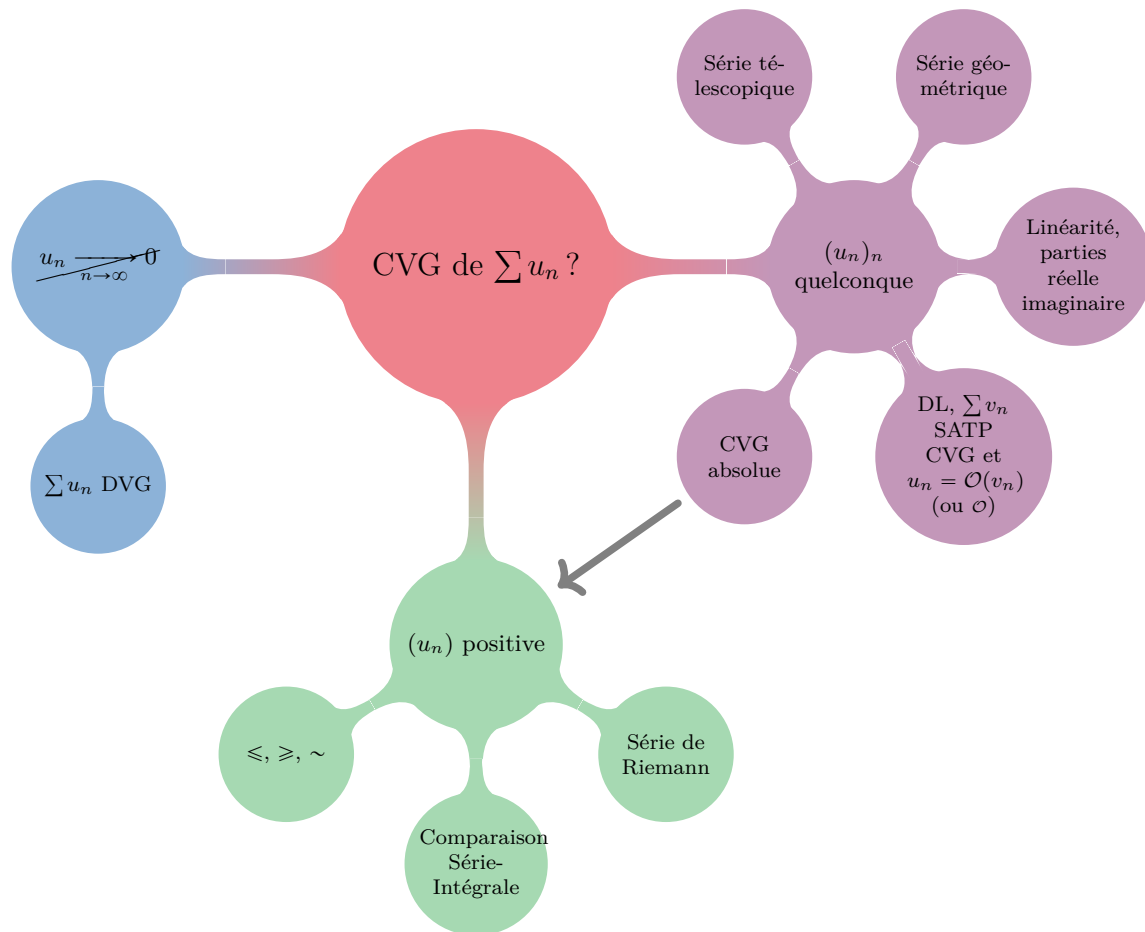 Série té-
lescopique
Série géo-
métrique
CVG de ∑ uₙ ?
uₙ ⟶ 0
n→∞
(uₙ)ₙ
quelconque
Linéarité,
parties
réelle
imaginaire
∑ uₙ DVG
CVG
absolue
DL, ∑ vₙ
SATP
CVG et
uₙ = 𝒪(vₙ)
(ou ℴ)
(uₙ) positive
⩽, ⩾, ∼
Série de
Riemann
Comparaison
Série-
Intégrale